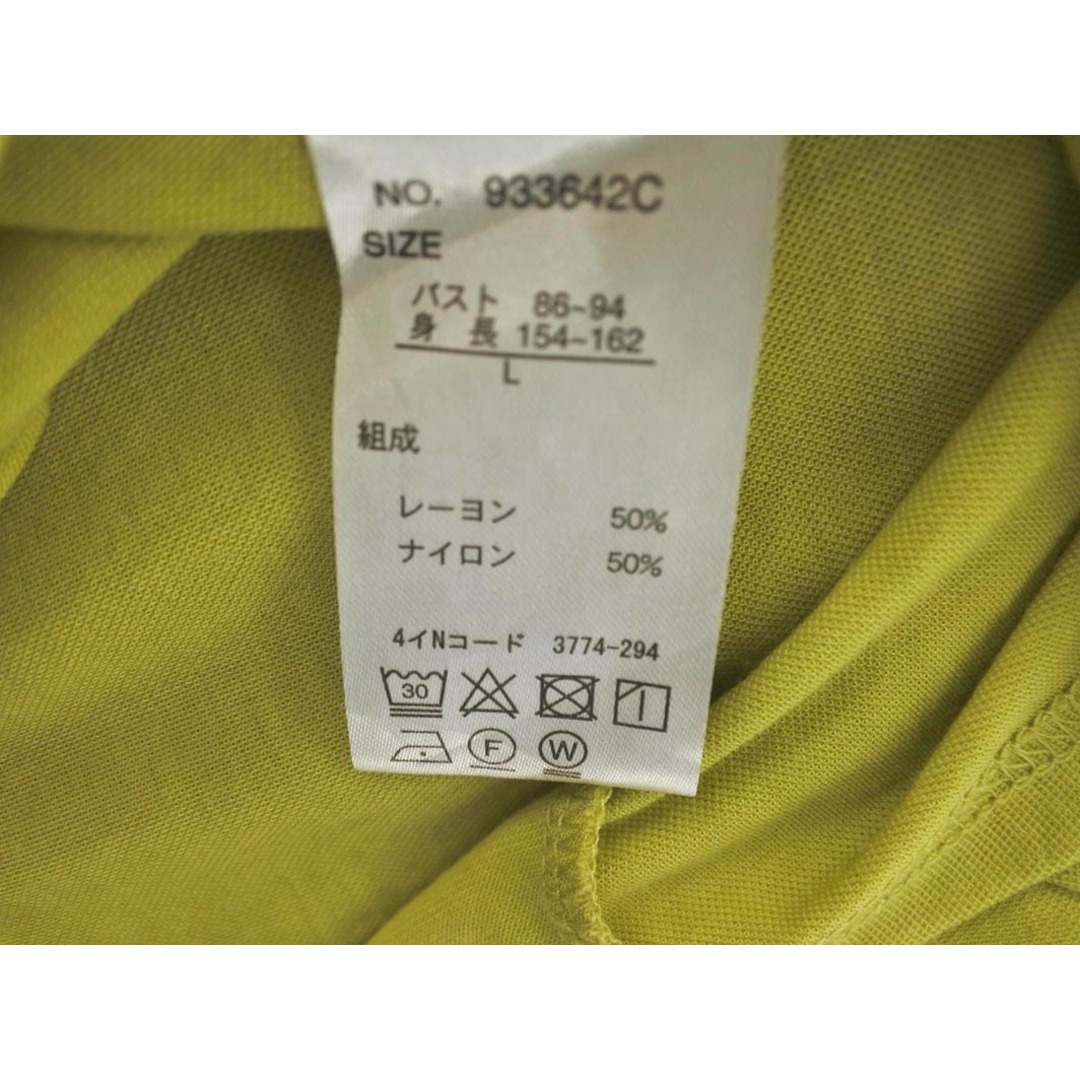 NO. 933642C
SIZE
バスト 86~94
身長 154~162
L
組成
レーヨン 50%
ナイロン 50%
4イNコード 3774-294
30
F W